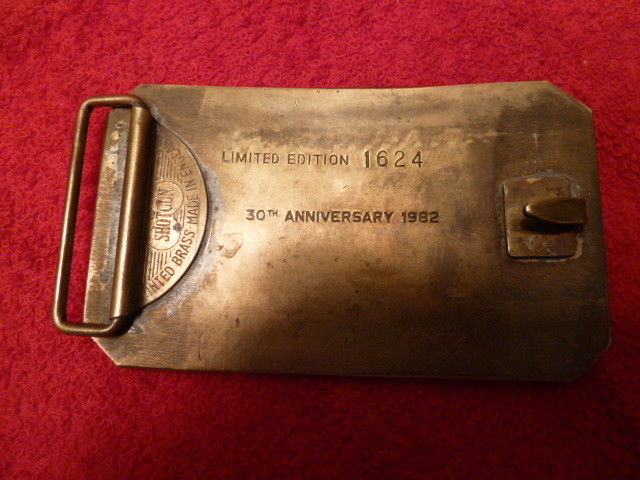 LIMITED EDITION 1624
30TH ANNIVERSARY 1982
SHOTGUN
BRASS MADE IN